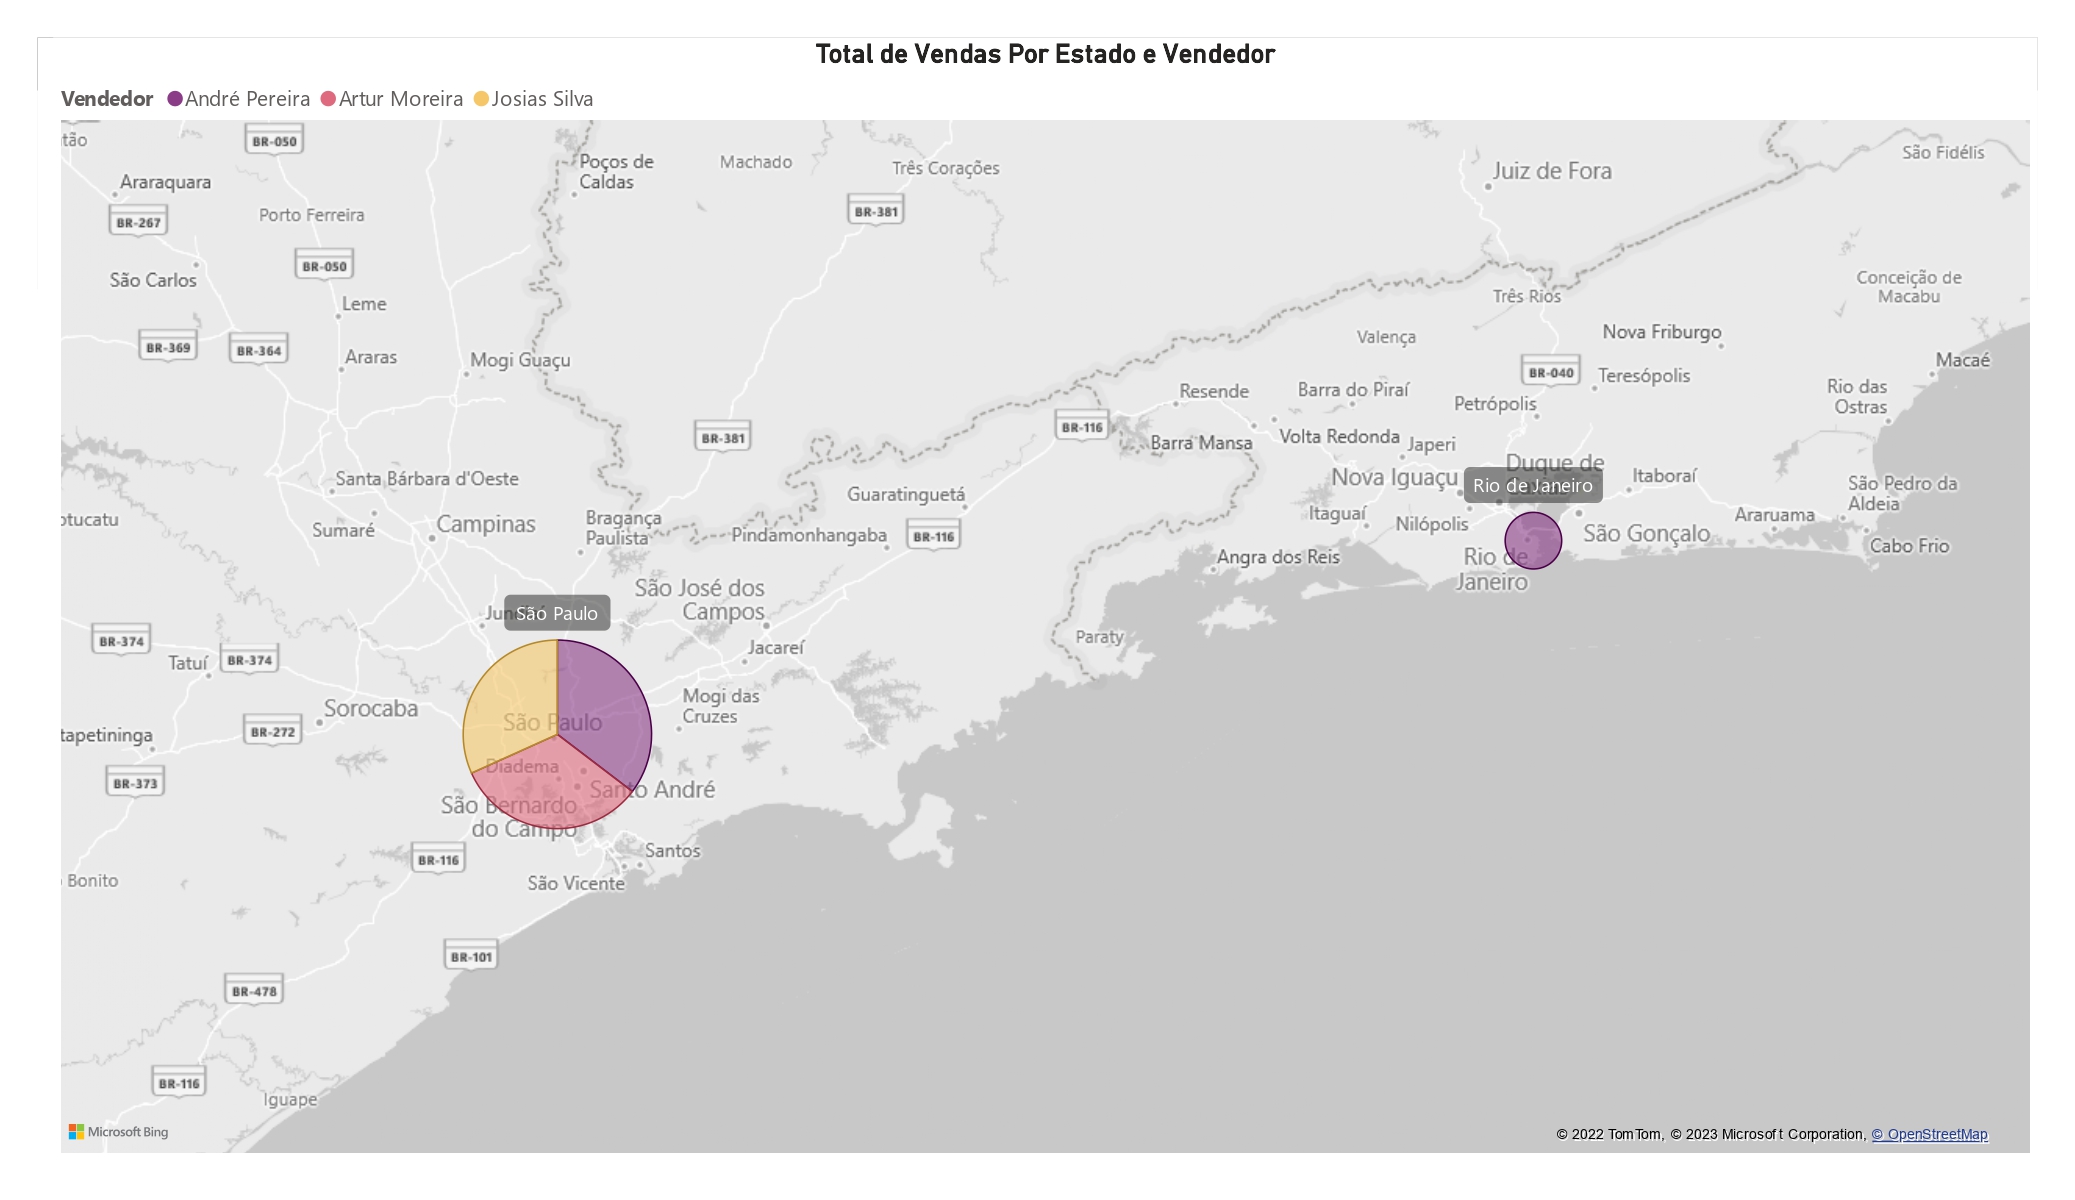 Total de Vendas Por Estado e Vendedor
Vendedor André Pereira Artur Moreira Josias Silva
tão
BR-050
Poços de
Caldas
Machado
Três Corações
Juiz de Fora
São Fidélis
Araraquara
BR-267
Porto Ferreira
BR-381
BR-050
São Carlos
Leme
Três Rios
Conceição de
Macabu
BR-369
BR-364
Araras
Mogi Guaçu
Valença
Nova Friburgo
Macaé
BR-040
Teresópolis
Resende
Barra do Piraí
Petrópolis
Rio das
Ostras
BR-381
BR-116
Barra Mansa
Volta Redonda
Japeri
Santa Bárbara d'Oeste
Guaratinguetá
Nova Iguaçu
Duque de
Rio de Janeiro
Itaboraí
São Pedro da
Aldeia
otucatu
Sumaré
Campinas
Bragança
Paulista
Pindamonhangaba
BR-116
Itaguaí
Nilópolis
São Gonçalo
Araruama
Cabo Frio
Angra dos Reis
Rio de
Janeiro
São José dos
Campos
São Paulo
BR-374
Tatuí
BR-374
Jacareí
Paraty
Sorocaba
BR-272
São Paulo
Mogi das
Cruzes
tapetininga
BR-373
Diadema
Santo André
São Bernardo
do Campo
BR-116
Santos
Bonito
São Vicente
BR-101
BR-478
BR-116
Iguape
Microsoft Bing
© 2022 TomTom, © 2023 Microsoft Corporation, © OpenStreetMap